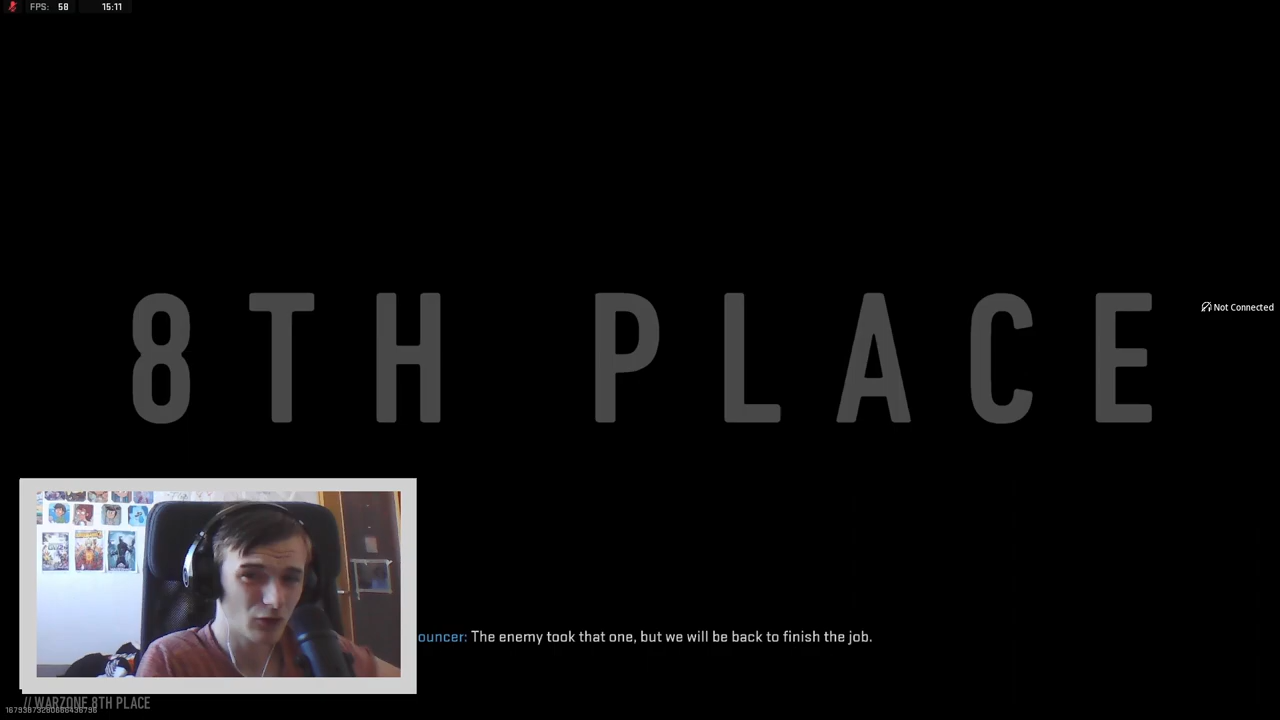 FPS: 58 15:11
8TH PLACE
Not Connected
ouncer: The enemy took that one, but we will be back to finish the job.
// WARZONE 8TH PLACE